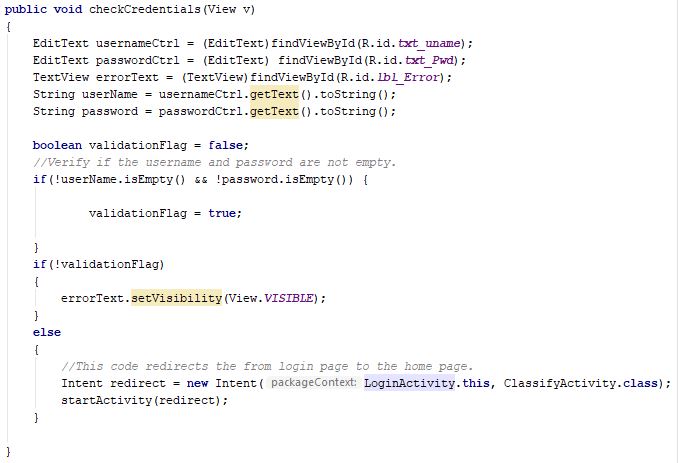 public void checkCredentials(View v)
{
EditText usernameCtrl = (EditText)findViewById(R.id.txt_uname);
EditText passwordCtrl = (EditText) findViewById(R.id.txt_Pwd);
TextView errorText = (TextView)findViewById(R.id.lbl_Error);
String userName = usernameCtrl.getText().toString();
String password = passwordCtrl.getText().toString();
boolean validationFlag = false;
//Verify if the username and password are not empty.
if(!userName.isEmpty() && !password.isEmpty()) {
validationFlag = true;
}
if(!validationFlag)
{
errorText.setVisibility(View.VISIBLE);
}
else
{
//This code redirects the from login page to the home page.
Intent redirect = new Intent( packageContext: LoginActivity.this, ClassifyActivity.class);
startActivity(redirect);
}
}